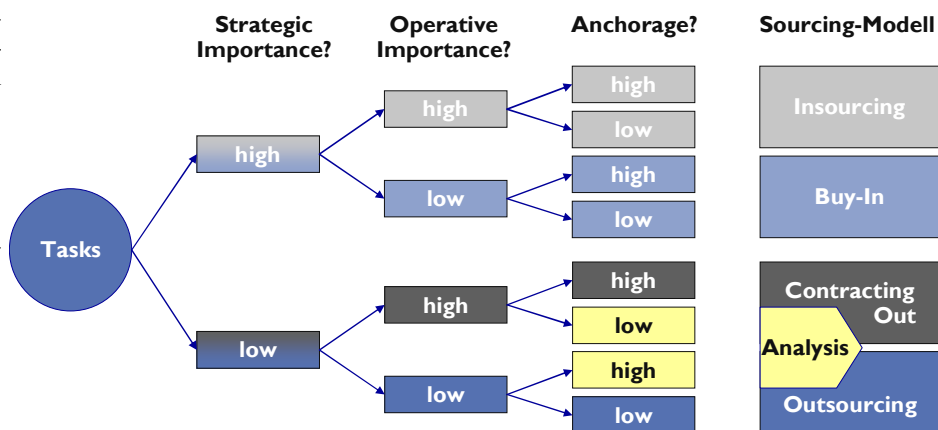 Strategic
Importance?
Operative
Importance?
Anchorage?
Sourcing-Modell
Tasks
high
low
high
low
high
low
high
low
high
low
high
low
high
low
Insourcing
Buy-In
Contracting
Out
Analysis
Outsourcing